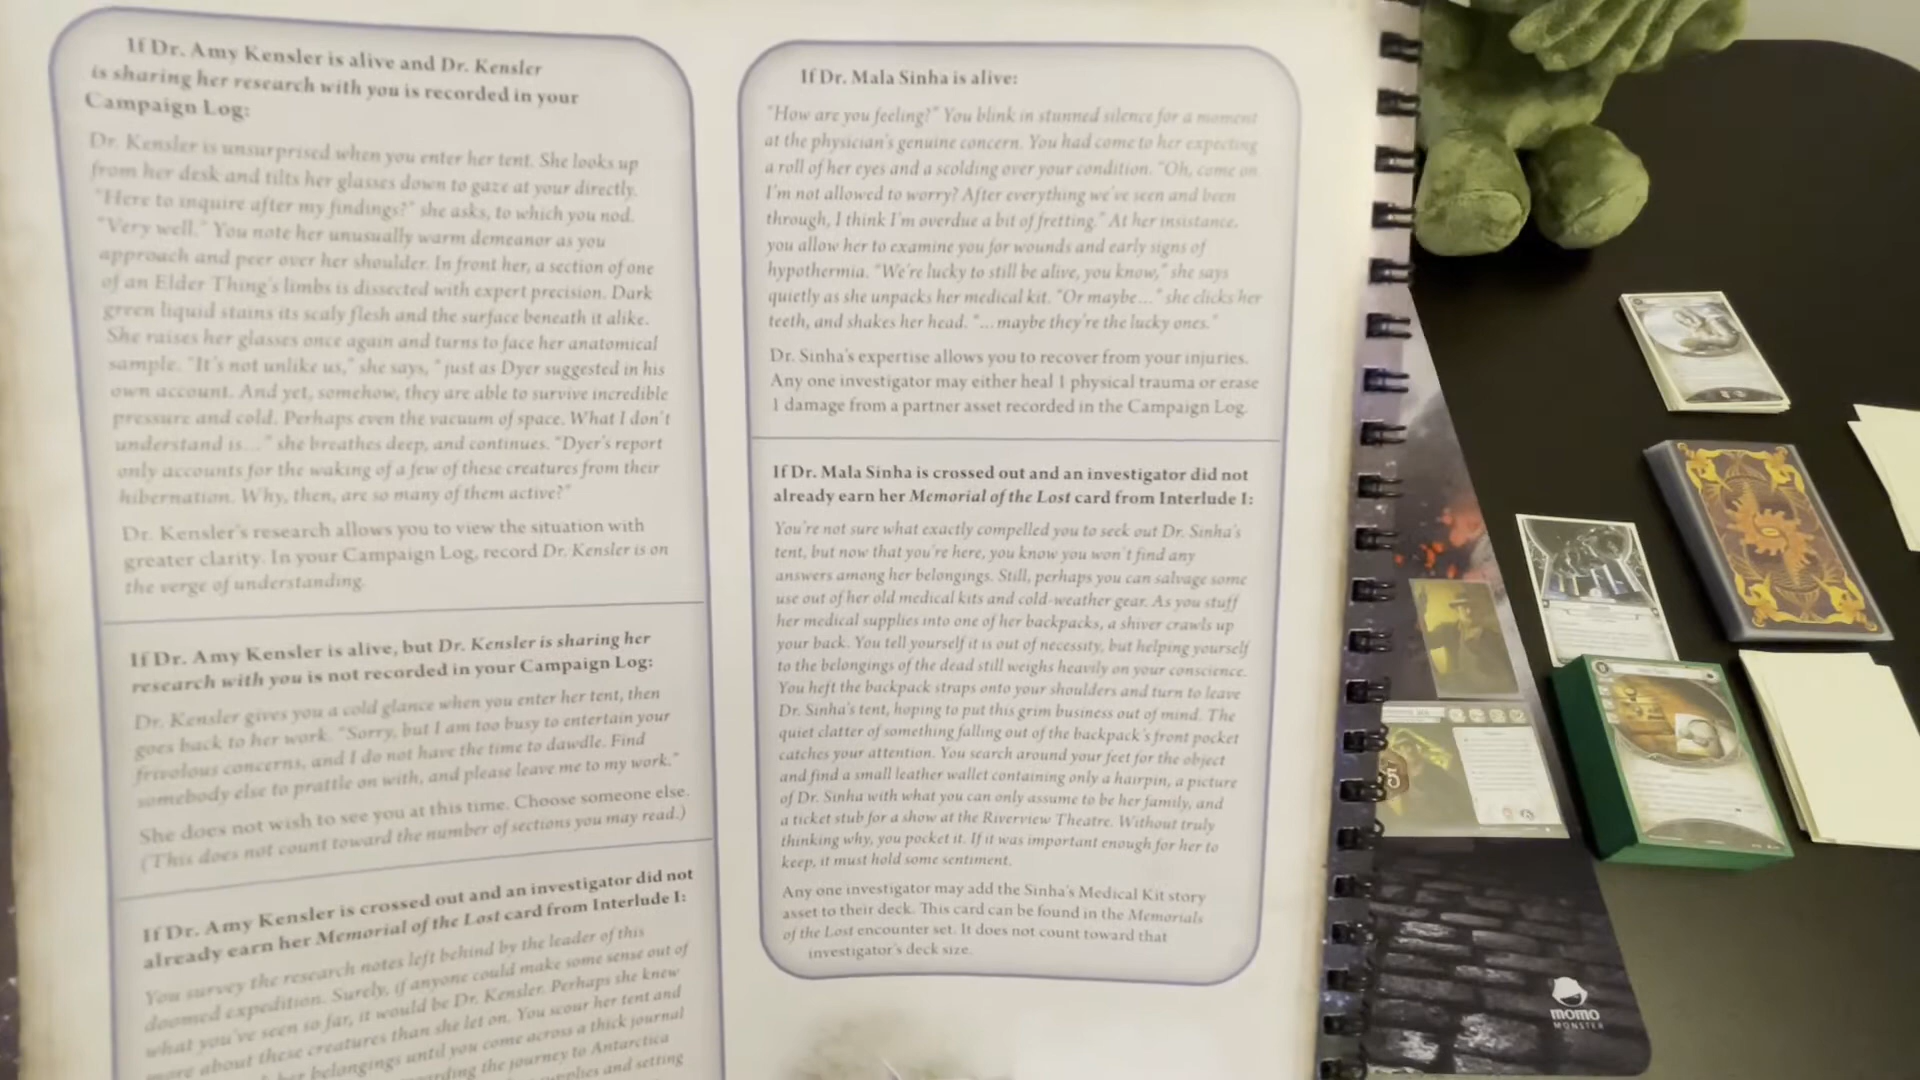 If Dr. Amy Kensler is alive and Dr. Kensler
is sharing her research with you is recorded in your
Campaign Log:
Dr. Kensler is unsurprised when you enter her tent. She looks up
from her desk and tilts her glasses down to gaze at your directly.
"Here to inquire after my findings?" she asks, to which you nod.
"Very well." You note her unusually warm demeanor as you
approach and peer over her shoulder. In front her, a section of one
of an Elder Thing's limbs is dissected with expert precision. Dark
green liquid stains its scaly flesh and the surface beneath it alike.
She raises her glasses once again and turns to face her anatomical
sample. "It's not unlike us," she says, "just as Dyer suggested in his
own account. And yet, somehow, they are able to survive incredible
pressure and cold. Perhaps even the vacuum of space. What I don't
understand is…" she breathes deep, and continues. "Dyer's report
only accounts for the waking of a few of these creatures from their
hibernation. Why, then, are so many of them active?"
Dr. Kensler's research allows you to view the situation with
greater clarity. In your Campaign Log, record Dr. Kensler is on
the verge of understanding.
If Dr. Amy Kensler is alive, but Dr. Kensler is sharing her
research with you is not recorded in your Campaign Log:
Dr. Kensler gives you a cold glance when you enter her tent, then
goes back to her work. "Sorry, but I am too busy to entertain your
frivolous concerns, and I do not have the time to dawdle. Find
somebody else to prattle on with, and please leave me to my work."
She does not wish to see you at this time. Choose someone else.
(This does not count toward the number of sections you may read.)
If Dr. Amy Kensler is crossed out and an investigator did not
already earn her Memorial of the Lost card from Interlude I:
You survey the research notes left behind by the leader of this
doomed expedition. Surely, if anyone could make some sense out of
what you've seen so far, it would be Dr. Kensler. Perhaps she knew
more about these creatures than she let on. You scour her tent and
her belongings until you come across a thick journal
the journey to Antarctica
and setting
If Dr. Mala Sinha is alive:
"How are you feeling?" You blink in stunned silence for a moment
at the physician's genuine concern. You had come to her expecting
a roll of her eyes and a scolding over your condition. "Oh, come on.
I'm not allowed to worry? After everything we've seen and been
through, I think I'm overdue a bit of fretting." At her insistance,
you allow her to examine you for wounds and early signs of
hypothermia. "We're lucky to still be alive, you know," she says
quietly as she unpacks her medical kit. "Or maybe…" she clicks her
teeth, and shakes her head. "…maybe they're the lucky ones."
Dr. Sinha's expertise allows you to recover from your injuries.
Any one investigator may either heal 1 physical trauma or erase
1 damage from a partner asset recorded in the Campaign Log.
If Dr. Mala Sinha is crossed out and an investigator did not
already earn her Memorial of the Lost card from Interlude I:
You're not sure what exactly compelled you to seek out Dr. Sinha's
tent, but now that you're here, you know you won't find any
answers among her belongings. Still, perhaps you can salvage some
use out of her old medical kits and cold-weather gear. As you stuff
her medical supplies into one of her backpacks, a shiver crawls up
your back. You tell yourself it is out of necessity, but helping yourself
to the belongings of the dead still weighs heavily on your conscience.
You heft the backpack straps onto your shoulders and turn to leave
Dr. Sinha's tent, hoping to put this grim business out of mind. The
quiet clatter of something falling out of the backpack's front pocket
catches your attention. You search around your feet for the object
and find a small leather wallet containing only a hairpin, a picture
of Dr. Sinha with what you can only assume to be her family, and
a ticket stub for a show at the Riverview Theatre. Without truly
thinking why, you pocket it. If it was important enough for her to
keep, it must hold some sentiment.
Any one investigator may add the Sinha's Medical Kit story
asset to their deck. This card can be found in the Memorials
of the Lost encounter set. It does not count toward that
investigator's deck size.
momo
MONSTER